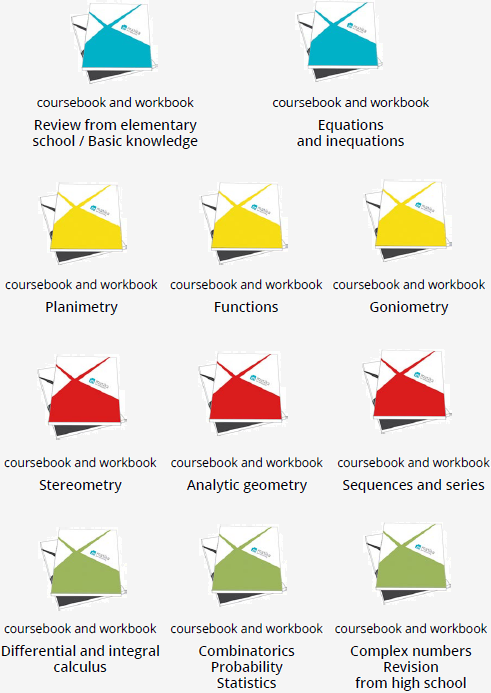 coursebook and workbook
coursebook and workbook
Review from elementary
school / Basic knowledge
Equations
and inequations
coursebook and workbook
coursebook and workbook
coursebook and workbook
Planimetry
Functions
Goniometry
coursebook and workbook
coursebook and workbook
coursebook and workbook
Stereometry
Analytic geometry
Sequences and series
coursebook and workbook
coursebook and workbook
coursebook and workbook
Differential and integral
calculus
Combinatorics
Probability
Statistics
Complex numbers
Revision
from high school